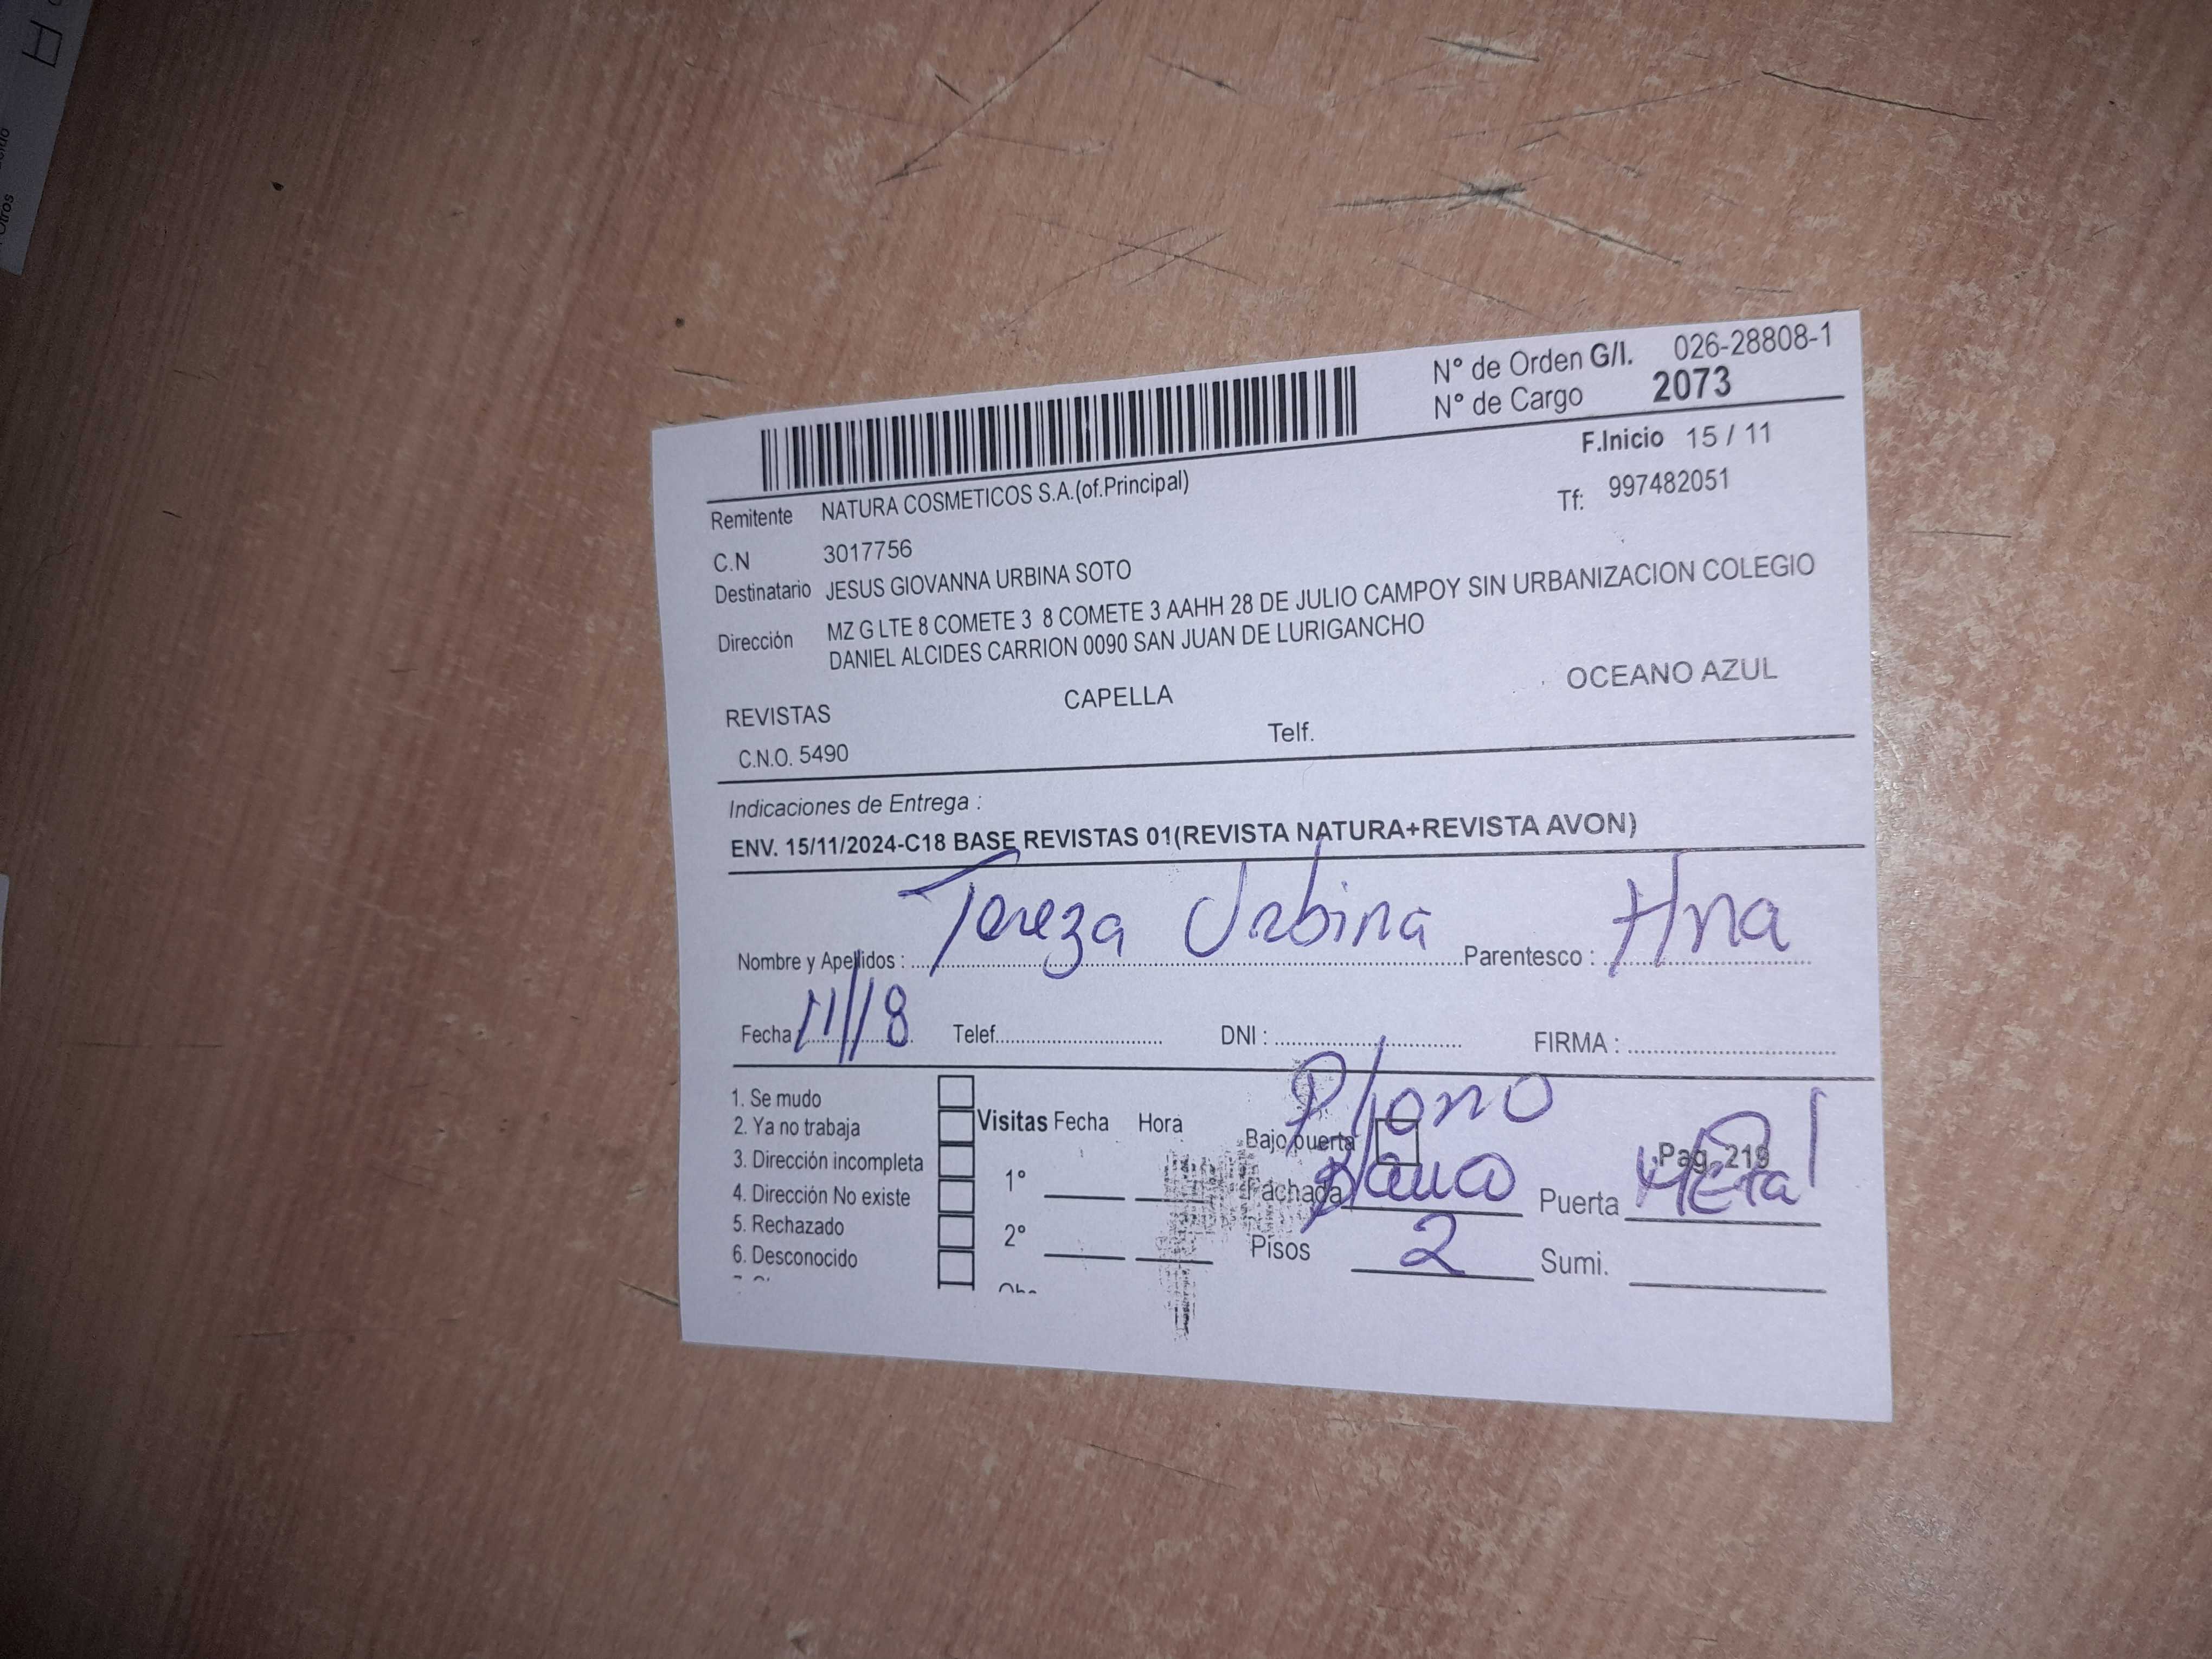 Nº de Orden G/I. 026-28808-1
Nº de Cargo 2073
F.Inicio 15 / 11
Remitente NATURA COSMETICOS S.A.(of.Principal)
Tf: 997482051
C.N 3017756
Destinatario JESUS GIOVANNA URBINA SOTO
Dirección MZ G LTE 8 COMETE 3 8 COMETE 3 AAHH 28 DE JULIO CAMPOY SIN URBANIZACION COLEGIO
DANIEL ALCIDES CARRION 0090 SAN JUAN DE LURIGANCHO
REVISTAS CAPELLA OCEANO AZUL
C.N.O. 5490 Telf.
Indicaciones de Entrega :
ENV. 15/11/2024-C18 BASE REVISTAS 01(REVISTA NATURA+REVISTA AVON)
Nombre y Apellidos : Tereza Urbina Parentesco : Hna
Fecha 11/18 Telef. DNI : FIRMA :
Plomo
1. Se mudo
2. Ya no trabaja Visitas Fecha Hora Bajo puerta Pag. 219
3. Dirección incompleta
4. Dirección No existe 1° Fachada Blanco Puerta Metal
5. Rechazado
6. Desconocido 2° Pisos 2 Sumi.
Otros